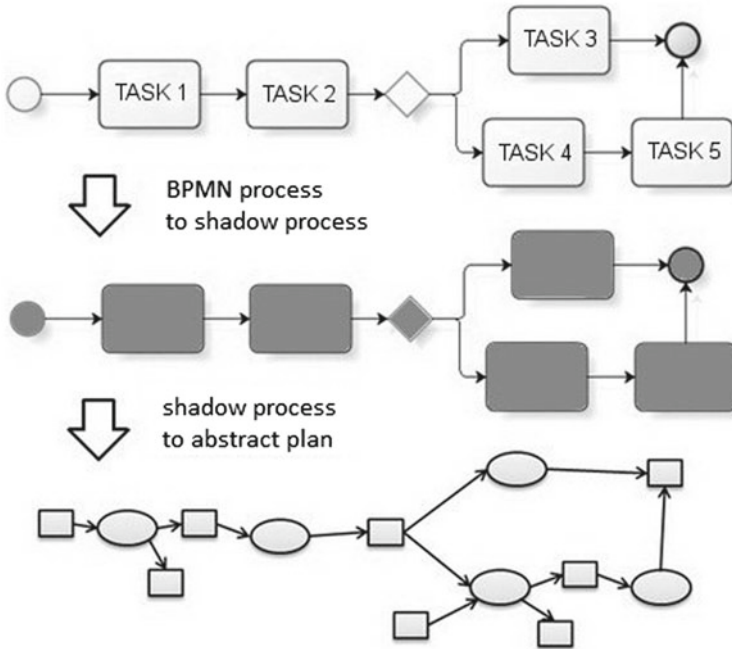 TASK 3
TASK 1
TASK 2
TASK 4
TASK 5
BPMN process
to shadow process
shadow process
to abstract plan